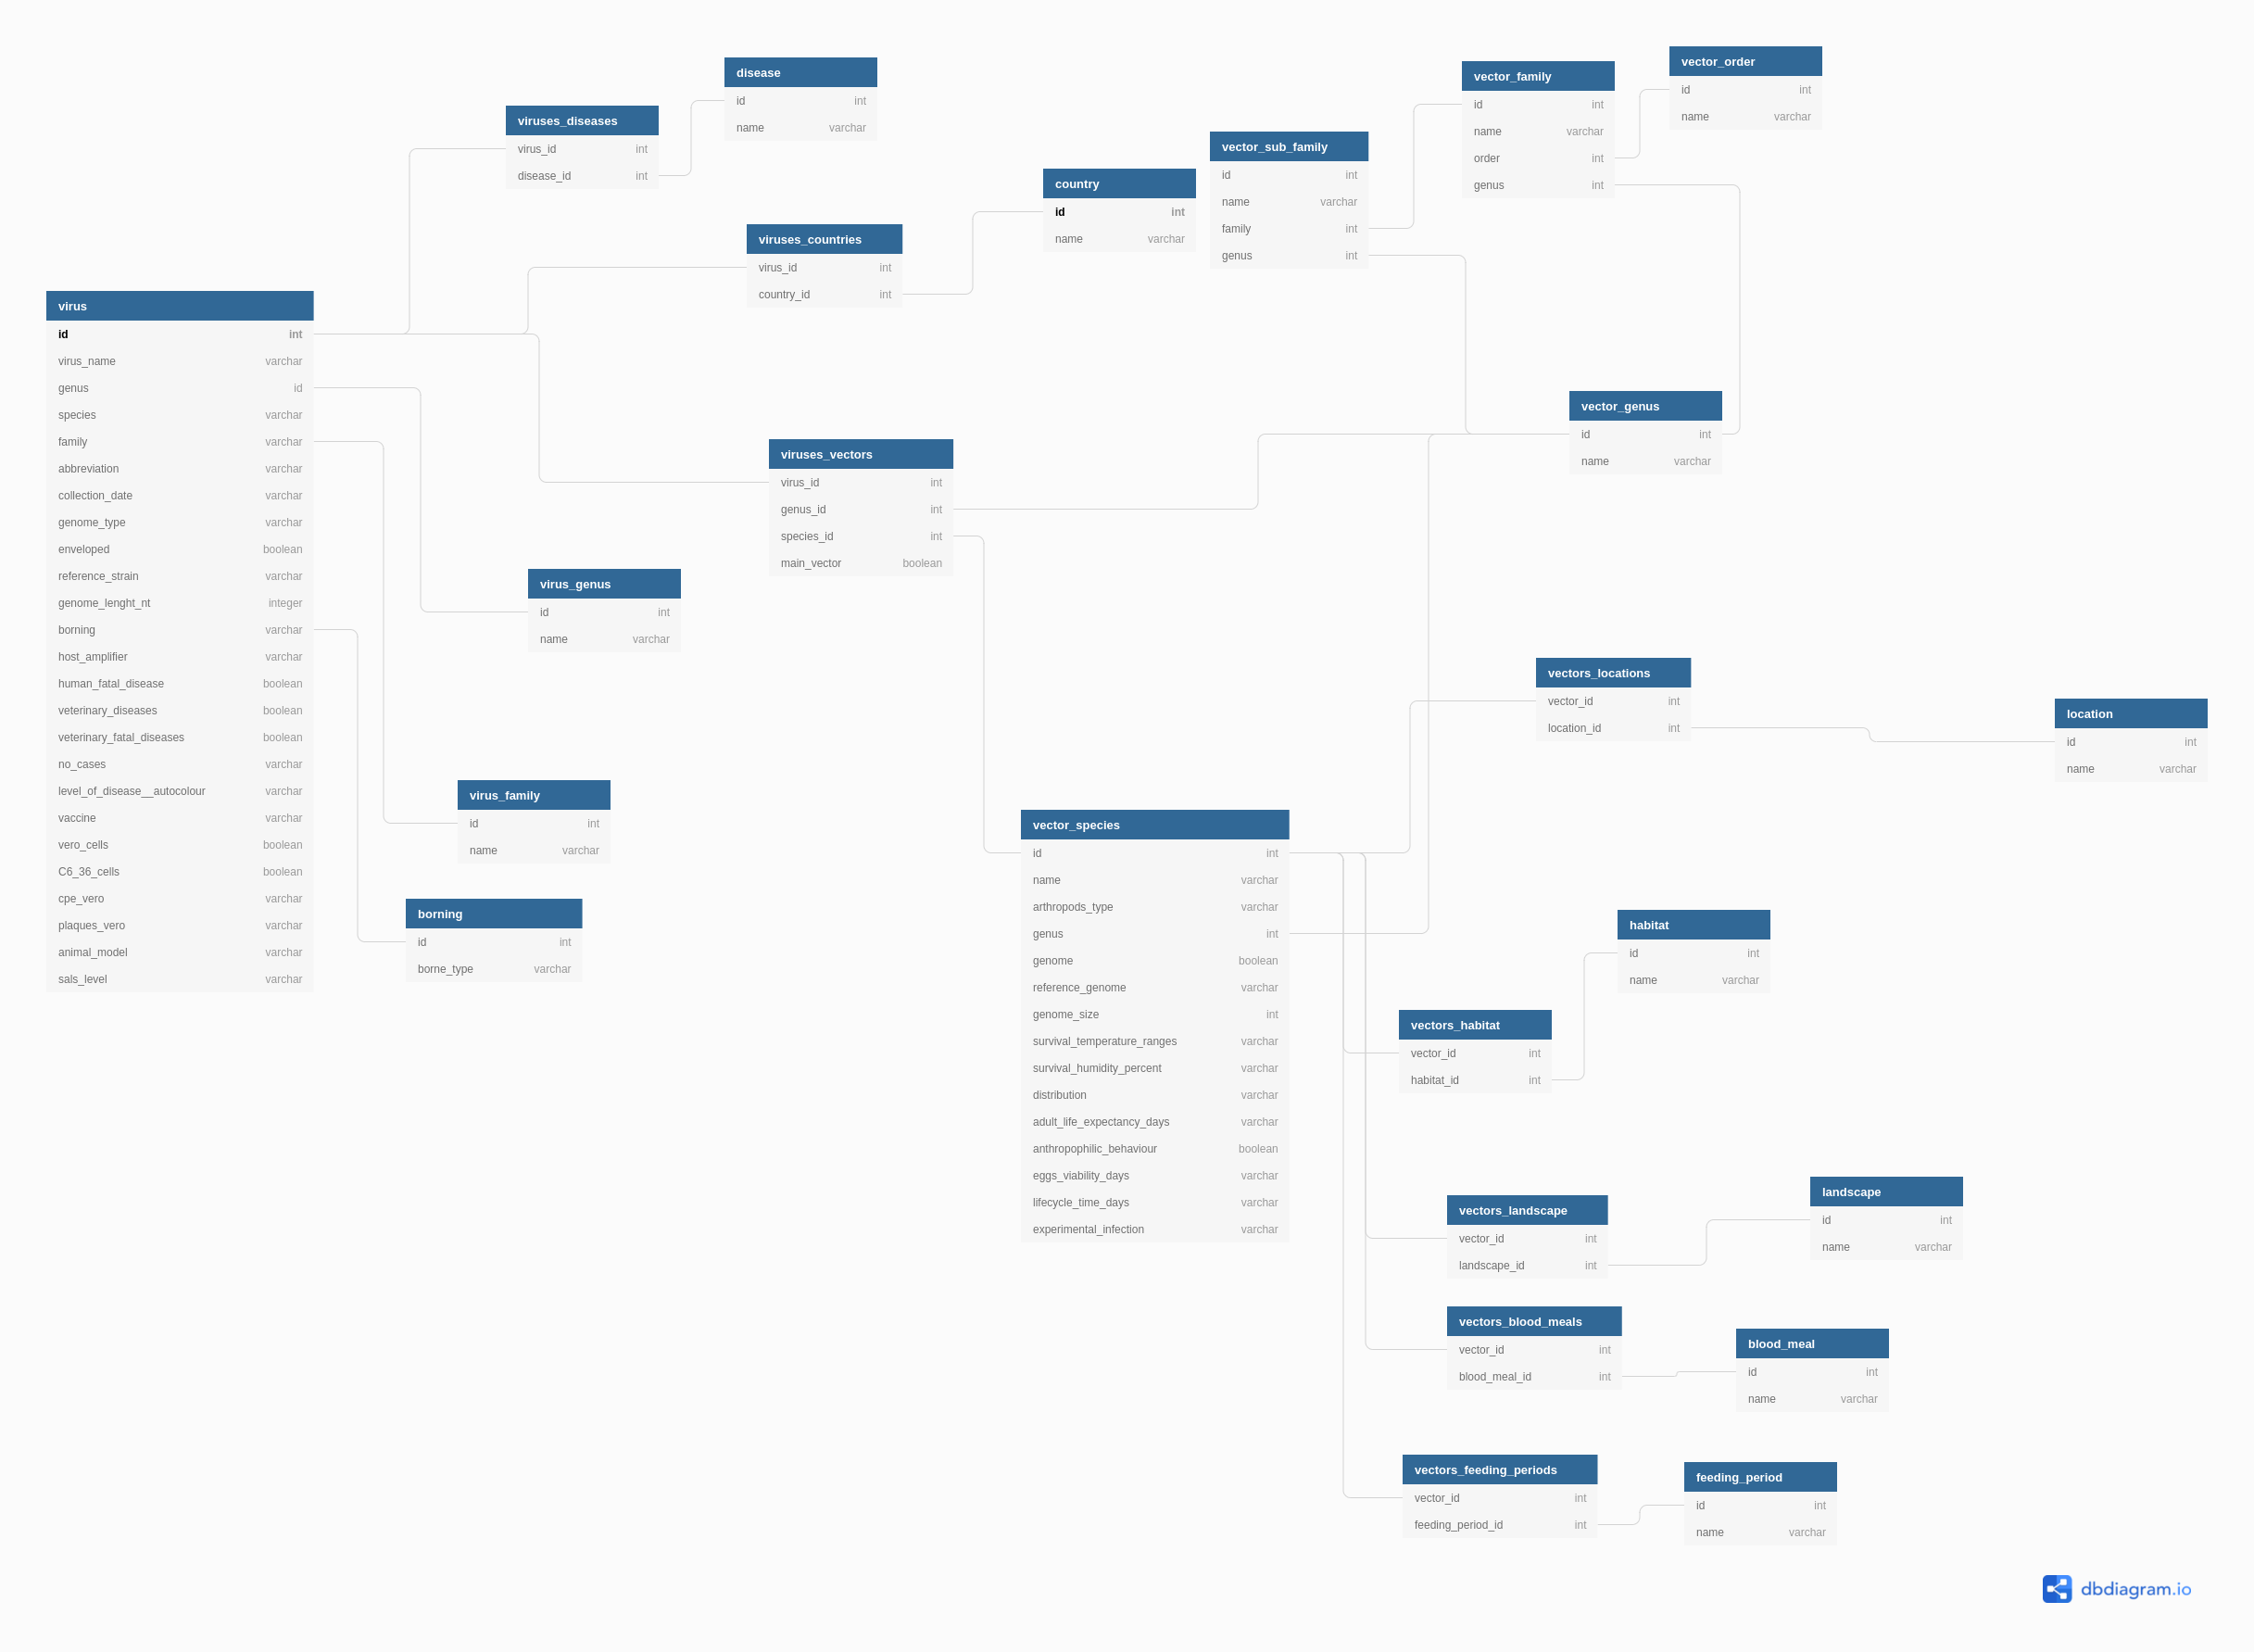 disease
id int
name varchar
viruses_diseases
virus_id int
disease_id int
viruses_countries
virus_id int
country_id int
country
id int
name varchar
vector_sub_family
id int
name varchar
family int
genus int
vector_family
id int
name varchar
order int
genus int
vector_order
id int
name varchar
virus
id int
virus_name varchar
genus id
species varchar
family varchar
abbreviation varchar
collection_date varchar
genome_type varchar
enveloped boolean
reference_strain varchar
genome_lenght_nt integer
borning varchar
host_amplifier varchar
human_fatal_disease boolean
veterinary_diseases boolean
veterinary_fatal_diseases boolean
no_cases varchar
level_of_disease__autocolour varchar
vaccine varchar
vero_cells boolean
C6_36_cells boolean
cpe_vero varchar
plaques_vero varchar
animal_model varchar
sals_level varchar
viruses_vectors
virus_id int
genus_id int
species_id int
main_vector boolean
vector_genus
id int
name varchar
virus_genus
id int
name varchar
virus_family
id int
name varchar
borning
id int
borne_type varchar
vectors_locations
vector_id int
location_id int
location
id int
name varchar
vector_species
id int
name varchar
arthropods_type varchar
genus int
genome boolean
reference_genome varchar
genome_size int
survival_temperature_ranges varchar
survival_humidity_percent varchar
distribution varchar
adult_life_expectancy_days varchar
anthropophilic_behaviour boolean
eggs_viability_days varchar
lifecycle_time_days varchar
experimental_infection varchar
habitat
id int
name varchar
vectors_habitat
vector_id int
habitat_id int
vectors_landscape
vector_id int
landscape_id int
landscape
id int
name varchar
vectors_blood_meals
vector_id int
blood_meal_id int
blood_meal
id int
name varchar
vectors_feeding_periods
vector_id int
feeding_period_id int
feeding_period
id int
name varchar
dbdiagram.io